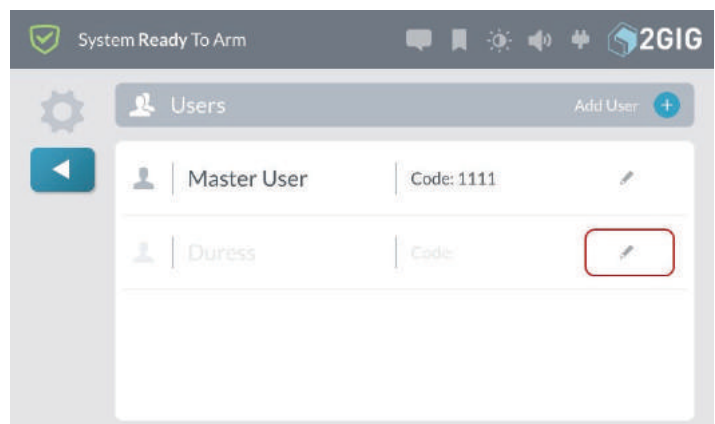 System Ready To Arm
2GIG
Users
Add User
Master User
Code: 1111
Duress
Code: